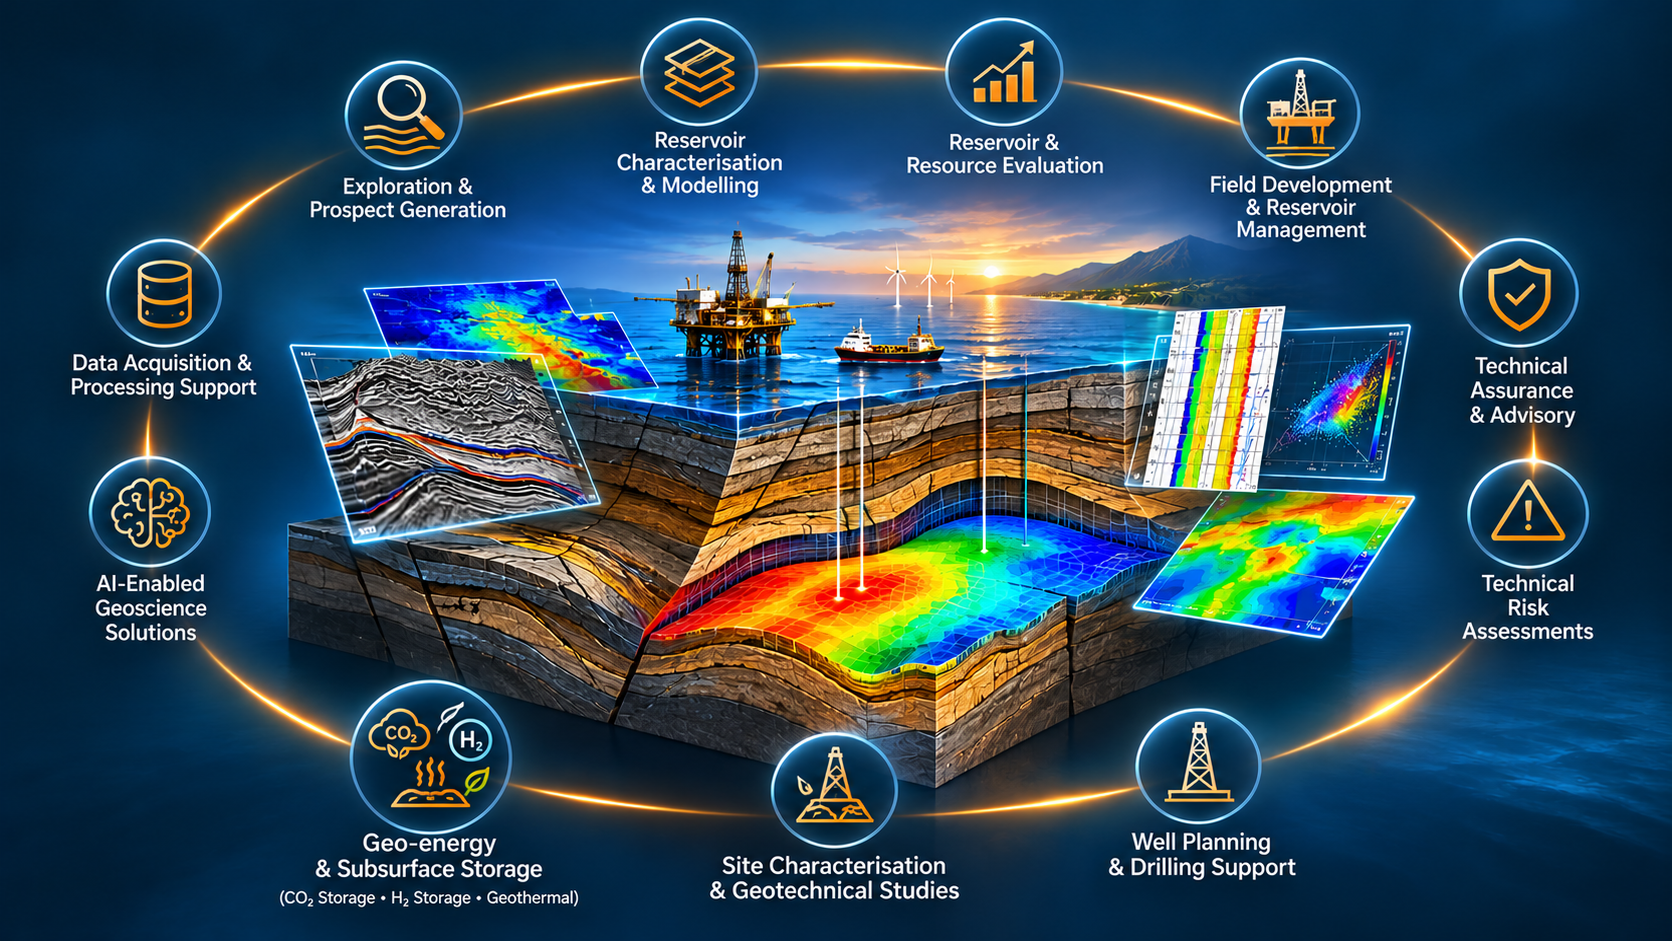 Reservoir
Characterisation
& Modelling
Reservoir &
Resource Evaluation
Exploration &
Prospect Generation
Field Development
& Reservoir
Management
Data Acquisition &
Processing Support
Technical
Assurance
& Advisory
AI-Enabled
Geoscience
Solutions
Technical
Risk
Assessments
CO₂
H₂
Geo-energy
& Subsurface Storage
(CO₂ Storage • H₂ Storage • Geothermal)
Site Characterisation
& Geotechnical Studies
Well Planning
& Drilling Support